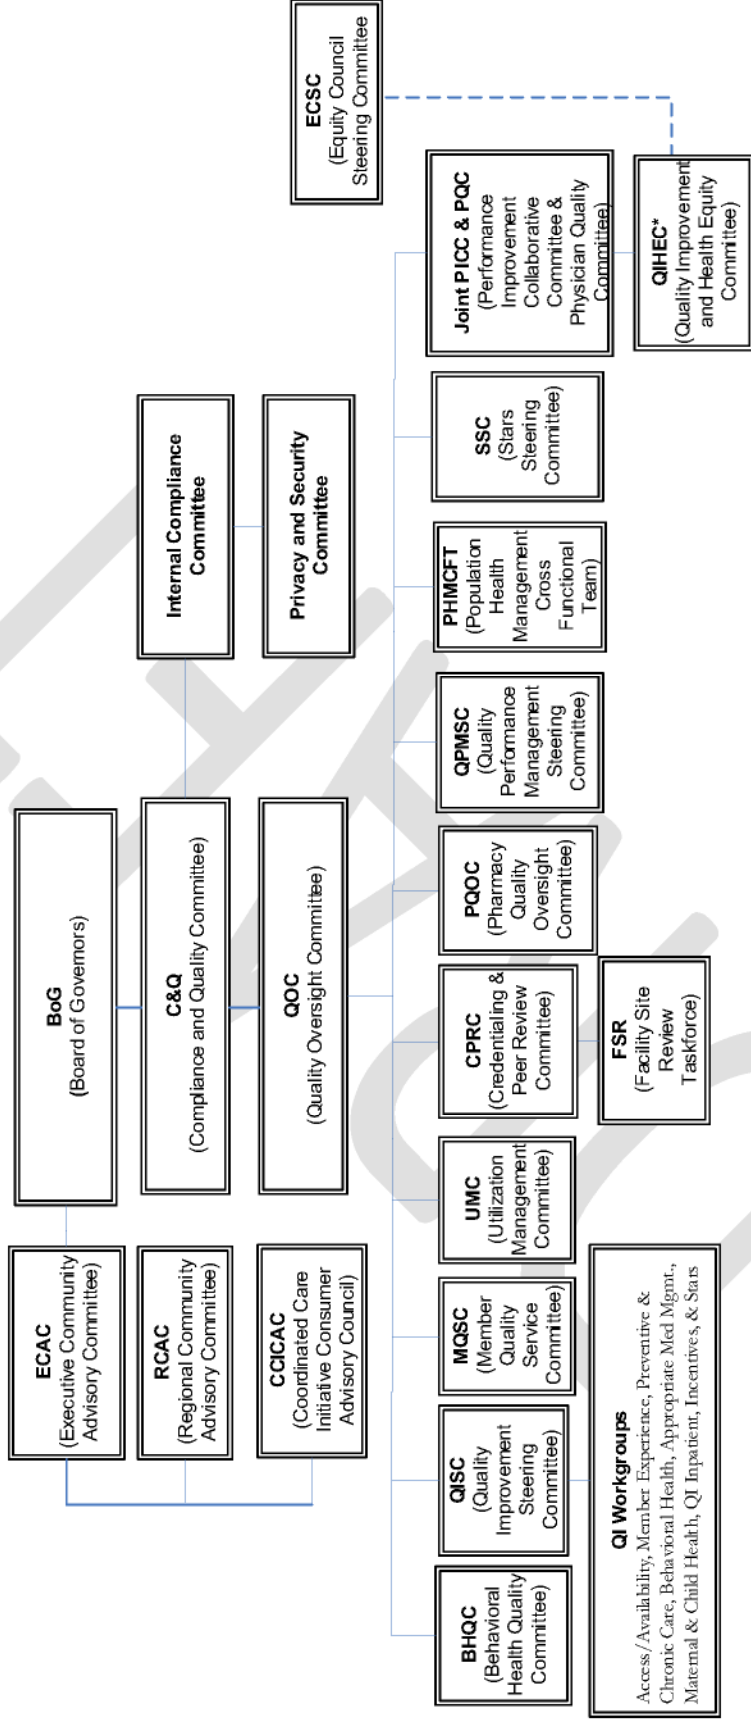 ECAC
(Executive Community
Advisory Committee)
RCAC
(Regional Community
Advisory Committee)
CCICAC
(Coordinated Care
Initiative Consumer
Advisory Council)
BoG
(Board of Governors)
C&Q
(Compliance and Quality Committee)
QOC
(Quality Oversight Committee)
Internal Compliance
Committee
Privacy and Security
Committee
ECSC
(Equity Council
Steering Committee
BHQC
(Behavioral
Health Quality
Committee)
QISC
(Quality
Improvement
Steering
Committee)
MQSC
(Member
Quality
Service
Committee)
UMC
(Utilization
Management
Committee)
CPRC
(Credentialing &
Peer Review
Committee)
PQOC
(Pharmacy
Quality
Oversight
Committee)
QPMSC
(Quality
Performance
Management
Steering
Committee)
PHMCFT
(Population
Health
Management
Cross
Functional
Team)
SSC
(Stars
Steering
Committee)
Joint PICC & PQC
(Performance
Improvement
Collaborative
Committee &
Physician Quality
Committee)
QI Workgroups
Access/Availability, Member Experience, Preventive &
Chronic Care, Behavioral Health, Appropriate Med Mgmt.,
Maternal & Child Health, QI Inpatient, Incentives, & Stars
FSR
(Facility Site
Review
Taskforce)
QIHEC*
(Quality Improvement
and Health Equity
Committee)